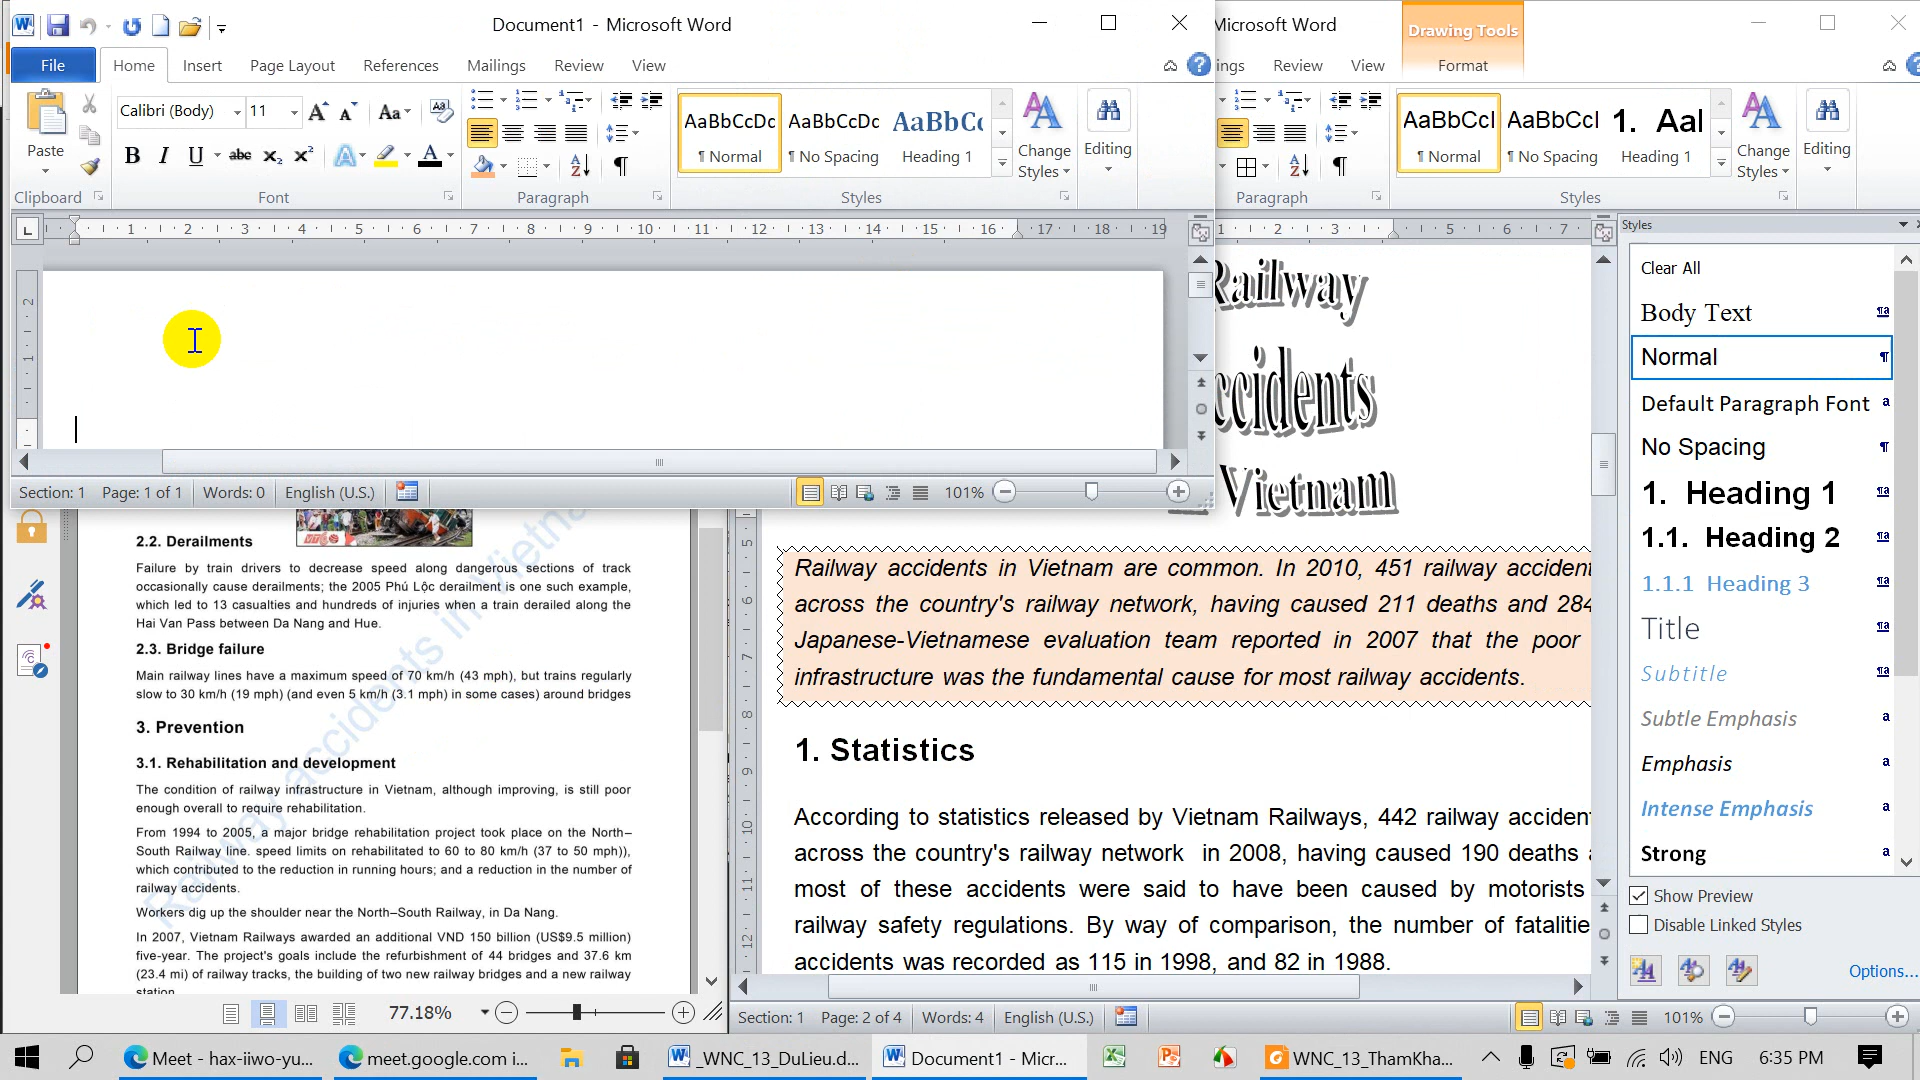 Document1 - Microsoft Word
Microsoft Word
Drawing Tools
File
Home
Insert
Page Layout
References
Mailings
Review
View
ings
Review
View
Format
Paste
Calibri (Body)
11
AaBbCcDc
¶ Normal
AaBbCcDc
¶ No Spacing
AaBbCc
Heading 1
Change
Styles
Editing
AaBbCcI
¶ Normal
AaBbCcI
¶ No Spacing
1. Aal
Heading 1
Change
Styles
Editing
Clipboard
Font
Paragraph
Styles
Paragraph
Styles
Styles
Clear All
Body Text
Normal
Default Paragraph Font
No Spacing
1. Heading 1
1.1. Heading 2
1.1.1 Heading 3
Title
Subtitle
Subtle Emphasis
Emphasis
Intense Emphasis
Strong
Show Preview
Disable Linked Styles
Options...
Section: 1 Page: 1 of 1 Words: 0 English (U.S.) 101%
Railway
ccidents
Vietnam
Railway accidents in Vietnam are common. In 2010, 451 railway accident
across the country's railway network, having caused 211 deaths and 284
Japanese-Vietnamese evaluation team reported in 2007 that the poor
infrastructure was the fundamental cause for most railway accidents.
1. Statistics
According to statistics released by Vietnam Railways, 442 railway acciden
across the country's railway network in 2008, having caused 190 deaths a
most of these accidents were said to have been caused by motorists
railway safety regulations. By way of comparison, the number of fatalitie
accidents was recorded as 115 in 1998, and 82 in 1988.
Section: 1 Page: 2 of 4 Words: 4 English (U.S.) 101%
2.2. Derailments
Failure by train drivers to decrease speed along dangerous sections of track
occasionally cause derailments; the 2005 Phú Lộc derailment is one such example,
which led to 13 casualties and hundreds of injuries when a train derailed along the
Hai Van Pass between Da Nang and Hue.
2.3. Bridge failure
Main railway lines have a maximum speed of 70 km/h (43 mph), but trains regularly
slow to 30 km/h (19 mph) (and even 5 km/h (3.1 mph) in some cases) around bridges
3. Prevention
3.1. Rehabilitation and development
The condition of railway infrastructure in Vietnam, although improving, is still poor
enough overall to require rehabilitation.
From 1994 to 2005, a major bridge rehabilitation project took place on the North–
South Railway line. speed limits on rehabilitated to 60 to 80 km/h (37 to 50 mph)),
which contributed to the reduction in running hours; and a reduction in the number of
railway accidents.
Workers dig up the shoulder near the North–South Railway, in Da Nang.
In 2007, Vietnam Railways awarded an additional VND 150 billion (US$9.5 million)
five-year. The project's goals include the refurbishment of 44 bridges and 37.6 km
(23.4 mi) of railway tracks, the building of two new railway bridges and a new railway
station
Railway accidents in Vietnam
77.18%
Meet - hax-iiwo-yu...
meet.google.com i...
_WNC_13_DuLieu.d...
Document1 - Micr...
WNC_13_ThamKha...
ENG
6:35 PM